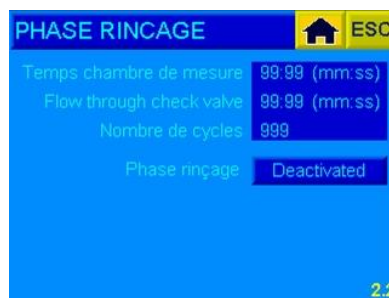 PHASE RINCAGE ESC
Temps chambre de mesure 99:99 (mm:ss)
Flow through check valve 99:99 (mm:ss)
Nombre de cycles 999
Phase rinçage Deactivated